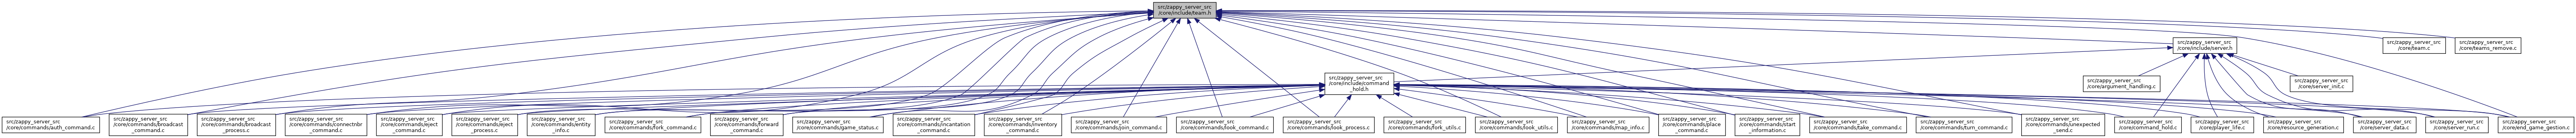 src/zappy_server_src
/core/include/team.h
src/zappy_server_src
/core/include/server.h
src/zappy_server_src
/core/team.c
src/zappy_server_src
/core/teams_remove.c
src/zappy_server_src
/core/include/command
_hold.h
src/zappy_server_src
/core/argument_handling.c
src/zappy_server_src
/core/server_init.c
src/zappy_server_src
/core/commands/auth_command.c
src/zappy_server_src
/core/commands/broadcast
_command.c
src/zappy_server_src
/core/commands/broadcast
_process.c
src/zappy_server_src
/core/commands/connectnbr
_command.c
src/zappy_server_src
/core/commands/eject
_command.c
src/zappy_server_src
/core/commands/eject
_process.c
src/zappy_server_src
/core/commands/entity
_info.c
src/zappy_server_src
/core/commands/fork_command.c
src/zappy_server_src
/core/commands/forward
_command.c
src/zappy_server_src
/core/commands/game_status.c
src/zappy_server_src
/core/commands/incantation
_command.c
src/zappy_server_src
/core/commands/inventory
_command.c
src/zappy_server_src
/core/commands/join_command.c
src/zappy_server_src
/core/commands/look_command.c
src/zappy_server_src
/core/commands/look_process.c
src/zappy_server_src
/core/commands/fork_utils.c
src/zappy_server_src
/core/commands/look_utils.c
src/zappy_server_src
/core/commands/map_info.c
src/zappy_server_src
/core/commands/place
_command.c
src/zappy_server_src
/core/commands/start
_information.c
src/zappy_server_src
/core/commands/take_command.c
src/zappy_server_src
/core/commands/turn_command.c
src/zappy_server_src
/core/commands/unexpected
_send.c
src/zappy_server_src
/core/command_hold.c
src/zappy_server_src
/core/player_life.c
src/zappy_server_src
/core/resource_generation.c
src/zappy_server_src
/core/server_data.c
src/zappy_server_src
/core/server_run.c
src/zappy_server_src
/core/end_game_gestion.c